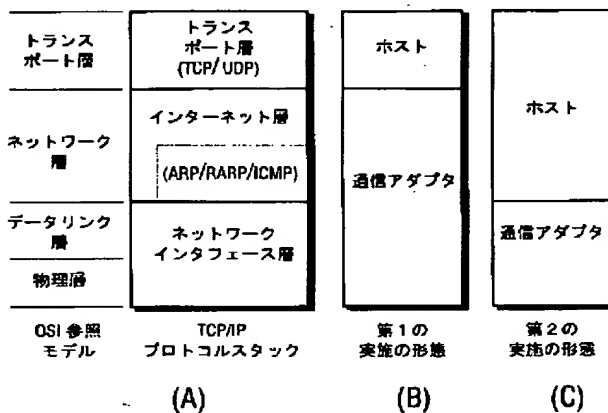 トランス
ポート層
ネットワーク
層
データリンク
層
物理層
OSI 参照
モデル
トランス
ポート層
(TCP/UDP)
インターネット層
(ARP/RARP/ICMP)
ネットワーク
インタフェース層
TCP/IP
プロトコルスタック
(A)
ホスト
通信アダプタ
第1の
実施の形態
(B)
ホスト
通信アダプタ
第2の
実施の形態
(C)